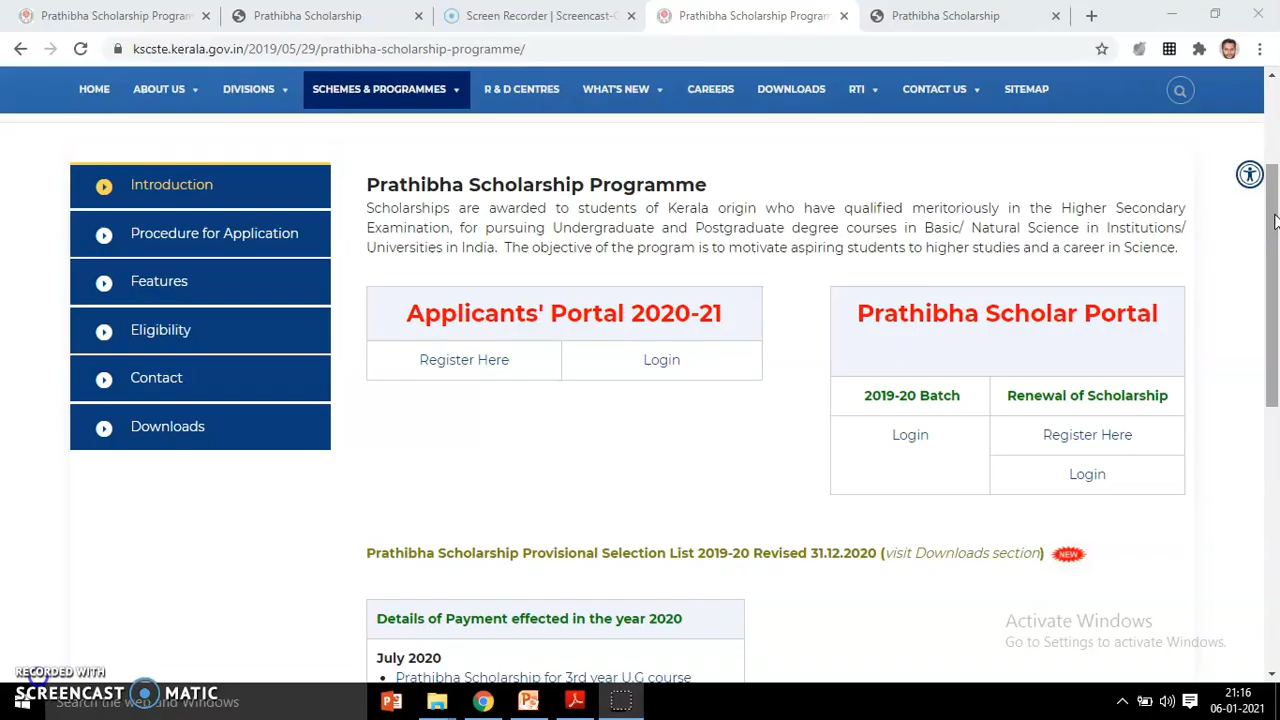 Prathibha Scholarship Program
Prathibha Scholarship
Screen Recorder | Screencast-O
Prathibha Scholarship Program
Prathibha Scholarship
kscste.kerala.gov.in/2019/05/29/prathibha-scholarship-programme/
HOME ABOUT US DIVISIONS SCHEMES & PROGRAMMES R & D CENTRES WHAT'S NEW CAREERS DOWNLOADS RTI CONTACT US SITEMAP
Introduction
Procedure for Application
Features
Eligibility
Contact
Downloads
Prathibha Scholarship Programme
Scholarships are awarded to students of Kerala origin who have qualified meritoriously in the Higher Secondary
Examination, for pursuing Undergraduate and Postgraduate degree courses in Basic/ Natural Science in Institutions/
Universities in India. The objective of the program is to motivate aspiring students to higher studies and a career in Science.
Applicants' Portal 2020-21
Register Here Login
Prathibha Scholar Portal
2019-20 Batch Renewal of Scholarship
Login Register Here
Login
Prathibha Scholarship Provisional Selection List 2019-20 Revised 31.12.2020 (visit Downloads section) NEW
Details of Payment effected in the year 2020
July 2020
Prathibha Scholarship for 3rd year U.G course
Activate Windows
Go to Settings to activate Windows.
RECORDED WITH
SCREENCAST MATIC
Search the web and Windows
21:16
06-01-2021